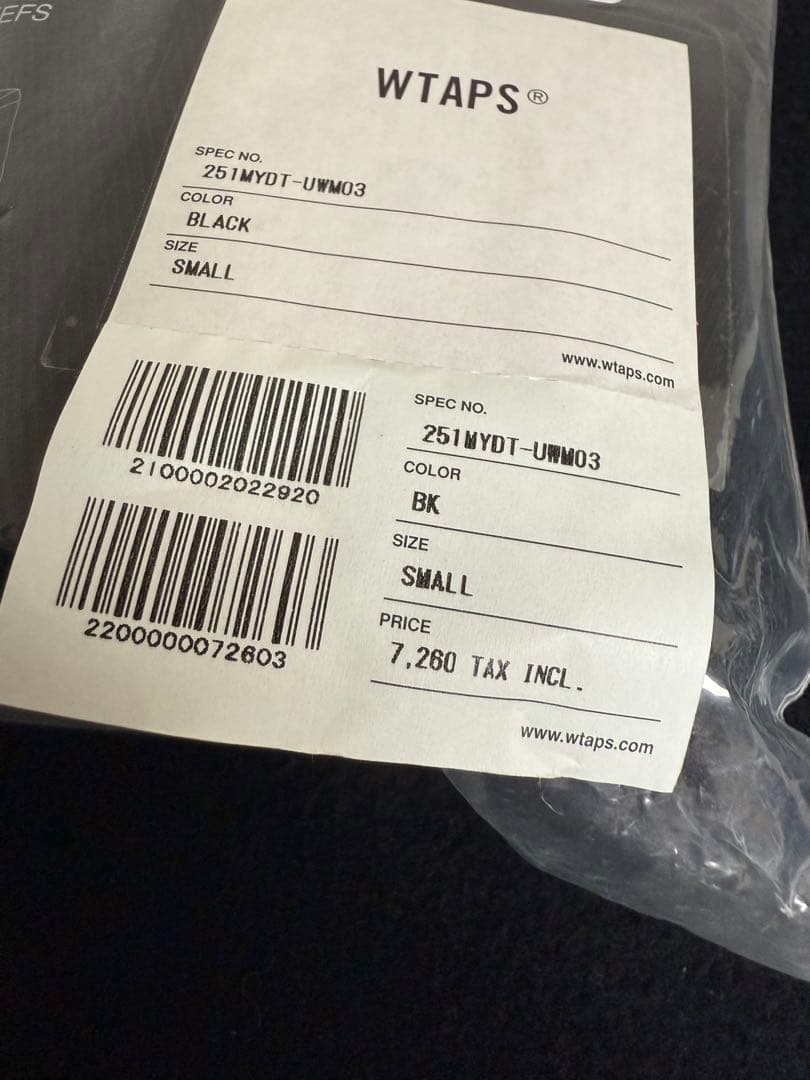 EFS
WTAPS®
SPEC NO.
251MYDT-UWM03
COLOR
BLACK
SIZE
SMALL
www.wtaps.com
2100002022920
2200000072603
SPEC NO.
251MYDT-UWM03
COLOR
BK
SIZE
SMALL
PRICE
7,260 TAX INCL.
www.wtaps.com